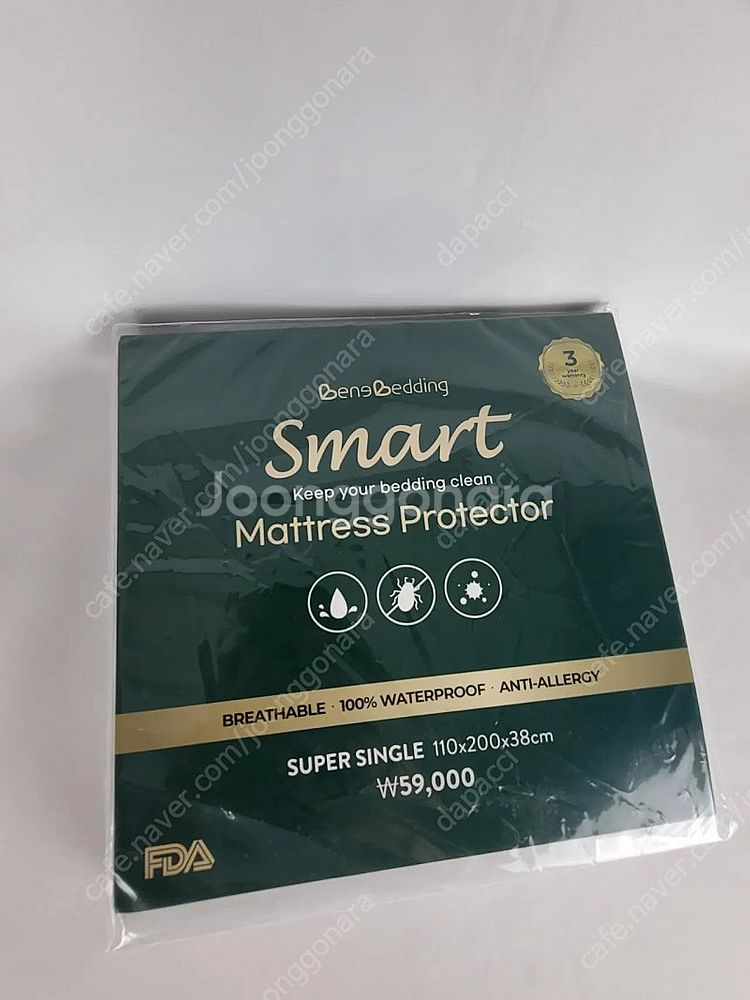 cafe.naver.com/joonggonara
dapacci
3
year
warranty
BeneBedding
Smart
Keep your bedding clean
Joonggonara
Mattress Protector
BREATHABLE · 100% WATERPROOF · ANTI-ALLERGY
SUPER SINGLE 110x200x38cm
₩59,000
FDA